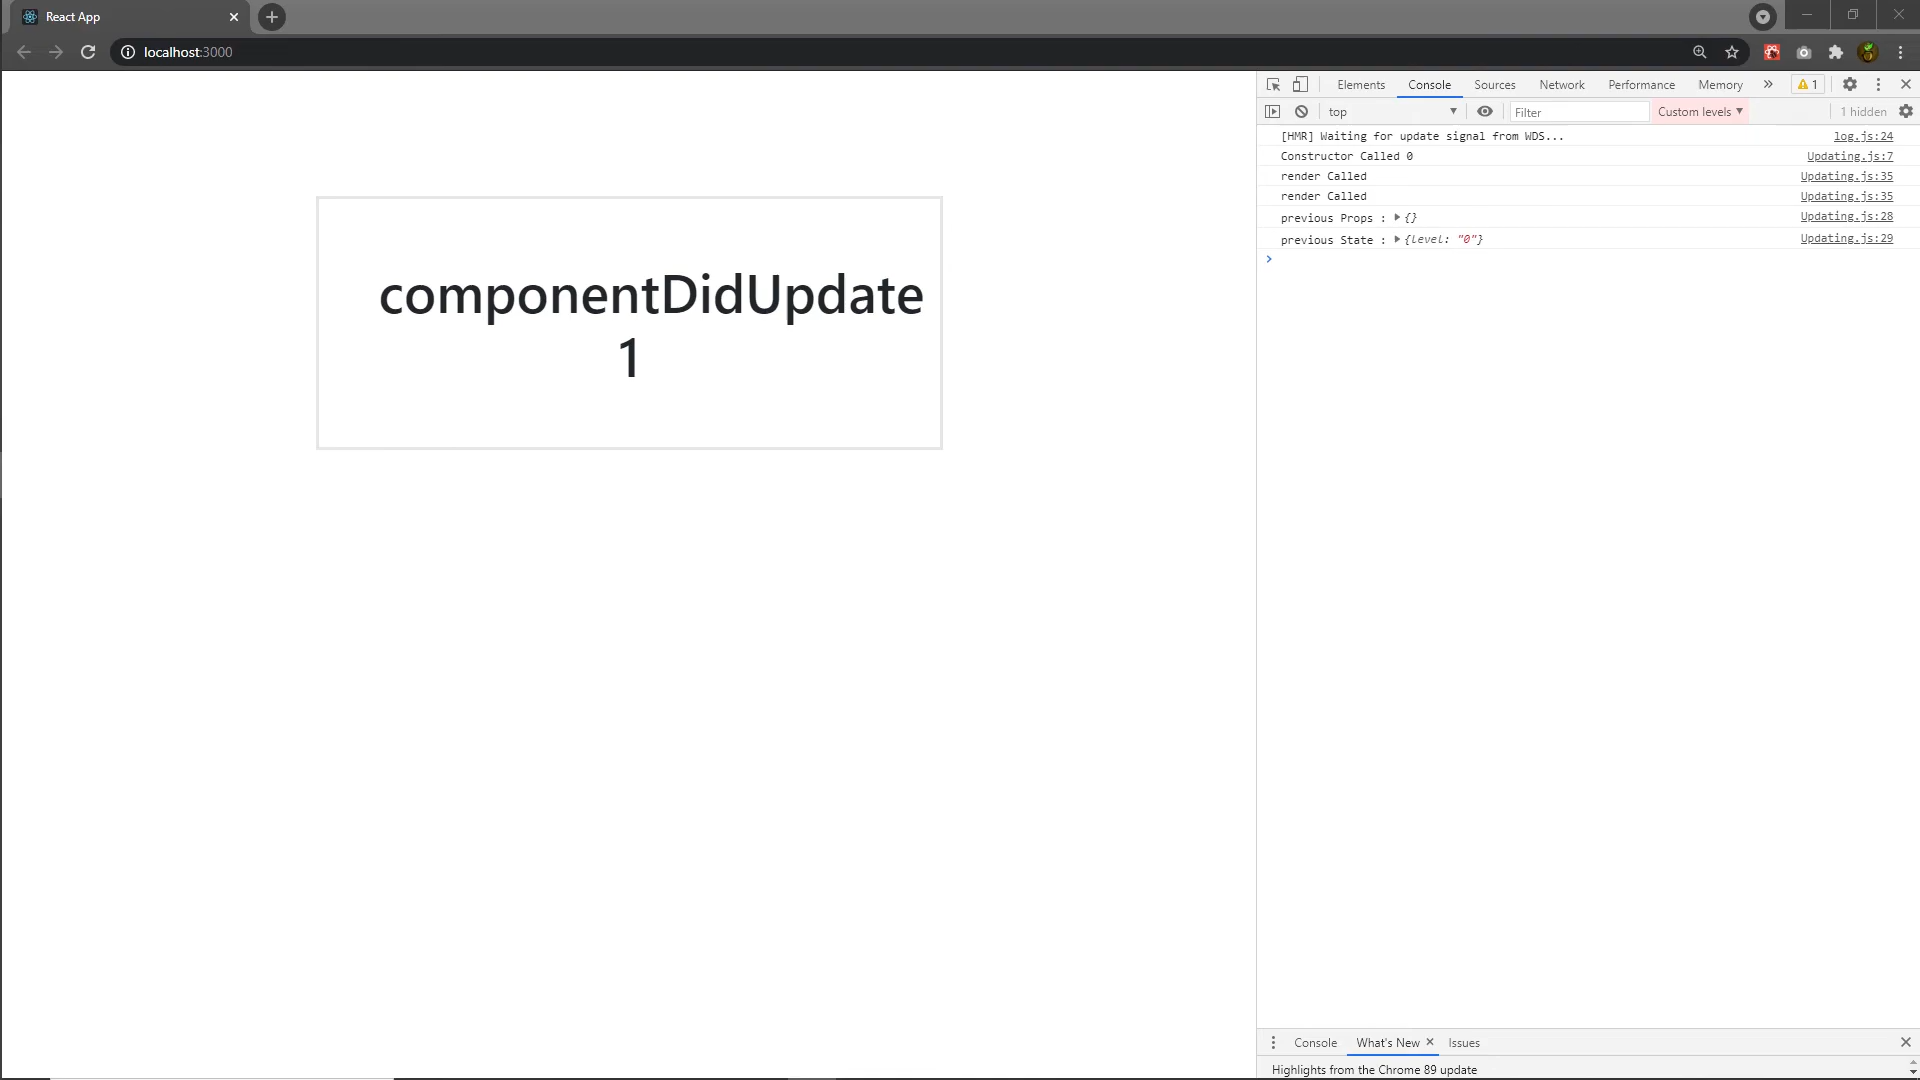 React App
localhost:3000
componentDidUpdate
1
Elements Console Sources Network Performance Memory 1
top Filter Custom levels 1 hidden
[HMR] Waiting for update signal from WDS... log.js:24
Constructor Called 0 Updating.js:7
render Called Updating.js:35
render Called Updating.js:35
previous Props : ▶{} Updating.js:28
previous State : ▶{level: "0"} Updating.js:29
Console What's New Issues
Highlights from the Chrome 89 update